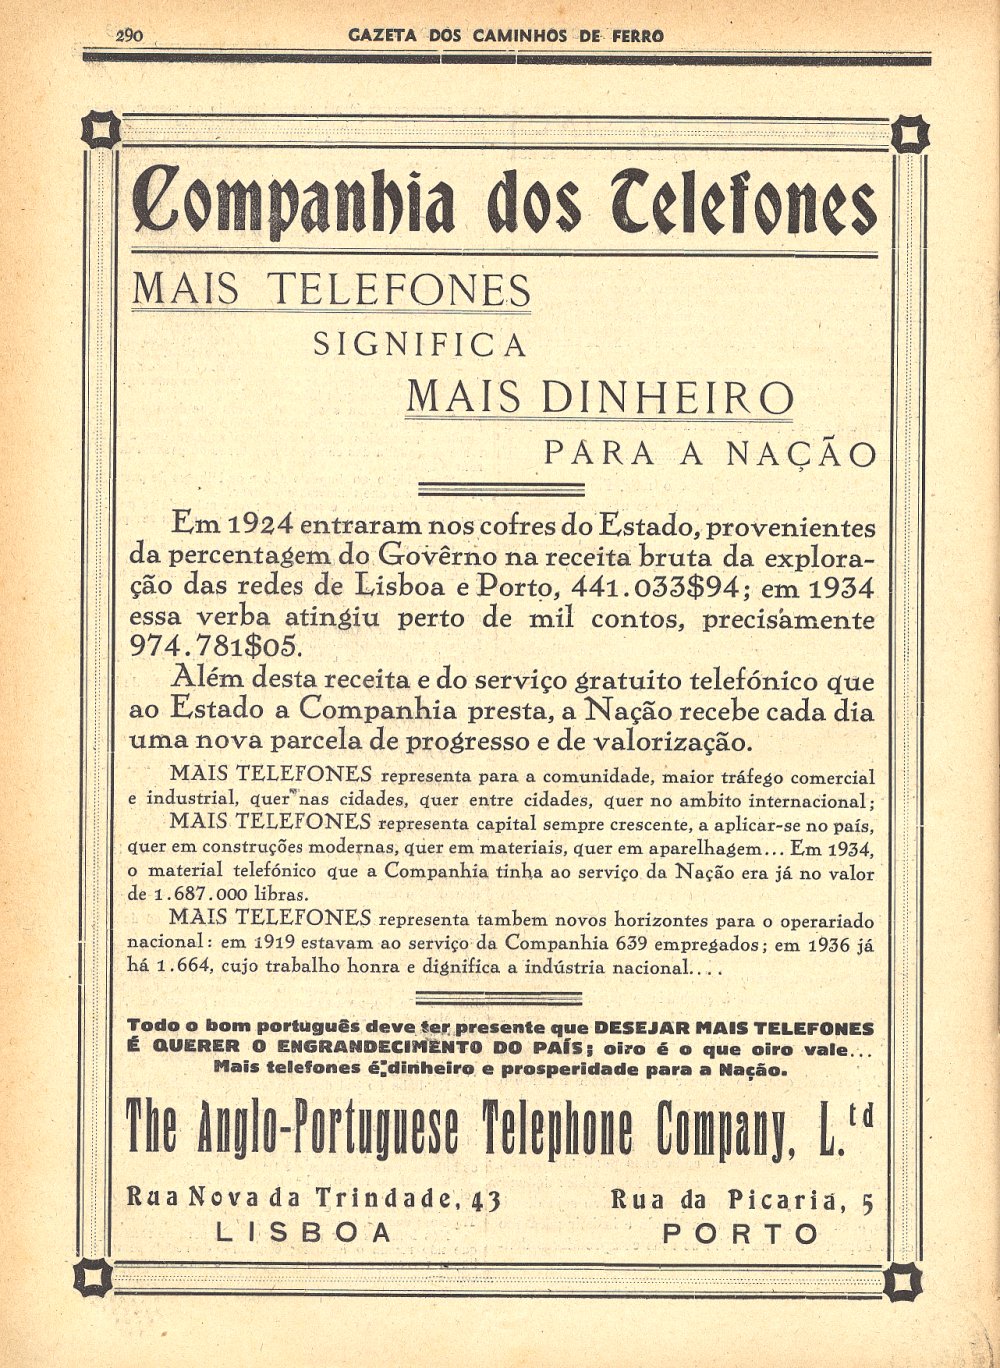 290
GAZETA DOS CAMINHOS DE FERRO
Companhia dos Telefones
MAIS TELEFONES
SIGNIFICA
MAIS DINHEIRO
PARA A NAÇÃO
Em 1924 entraram nos cofres do Estado, provenientes
da percentagem do Govêrno na receita bruta da explora-
ção das redes de Lisboa e Porto, 441.033$94; em 1934
essa verba atingiu perto de mil contos, precisamente
974.781$05.
Além desta receita e do serviço gratuito telefónico que
ao Estado a Companhia presta, a Nação recebe cada dia
uma nova parcela de progresso e de valorização.
MAIS TELEFONES representa para a comunidade, maior tráfego comercial
e industrial, quer nas cidades, quer entre cidades, quer no ambito internacional;
MAIS TELEFONES representa capital sempre crescente, a aplicar-se no país,
quer em construções modernas, quer em materiais, quer em aparelhagem... Em 1934,
o material telefónico que a Companhia tinha ao serviço da Nação era já no valor
de 1.687.000 libras.
MAIS TELEFONES representa tambem novos horizontes para o operariado
nacional: em 1919 estavam ao serviço da Companhia 639 empregados; em 1936 já
há 1.664, cujo trabalho honra e dignifica a indústria nacional....
Todo o bom português deve ter presente que DESEJAR MAIS TELEFONES
É QUERER O ENGRANDECIMENTO DO PAÍS; oiro é o que oiro vale...
Mais telefones é dinheiro e prosperidade para a Nação.
The Anglo-Portuguese Telephone Company, L.td
Rua Nova da Trindade, 43
LISBOA
Rua da Picaria, 5
PORTO